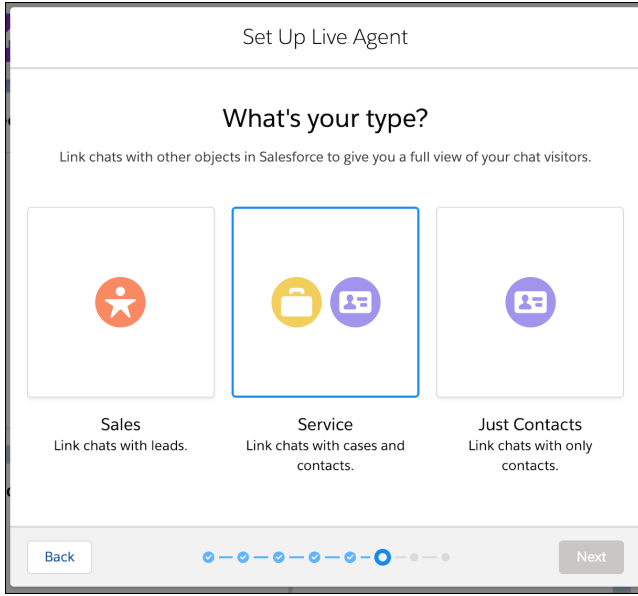 Set Up Live Agent
What's your type?
Link chats with other objects in Salesforce to give you a full view of your chat visitors.
Sales
Link chats with leads.
Service
Link chats with cases and
contacts.
Just Contacts
Link chats with only
contacts.
Back
Next